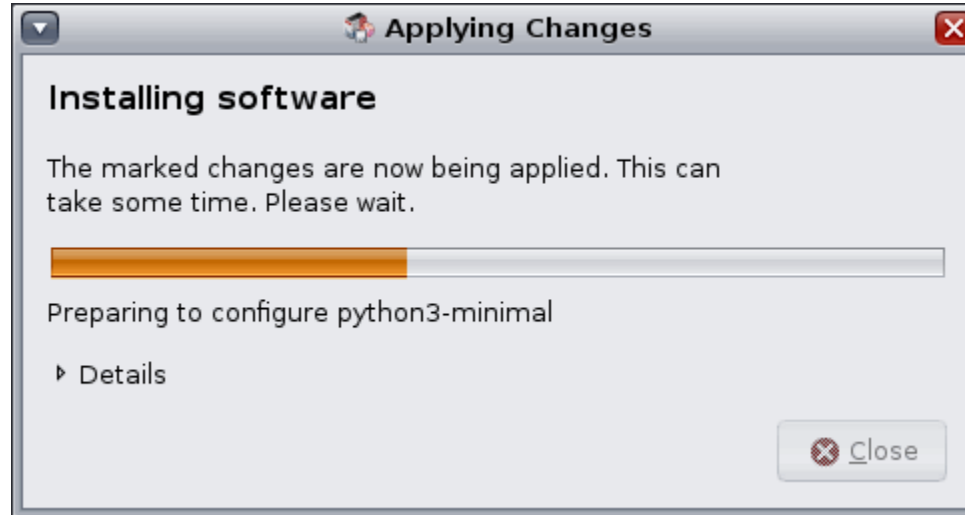 Applying Changes
Installing software
The marked changes are now being applied. This can
take some time. Please wait.
Preparing to configure python3-minimal
Details
Close